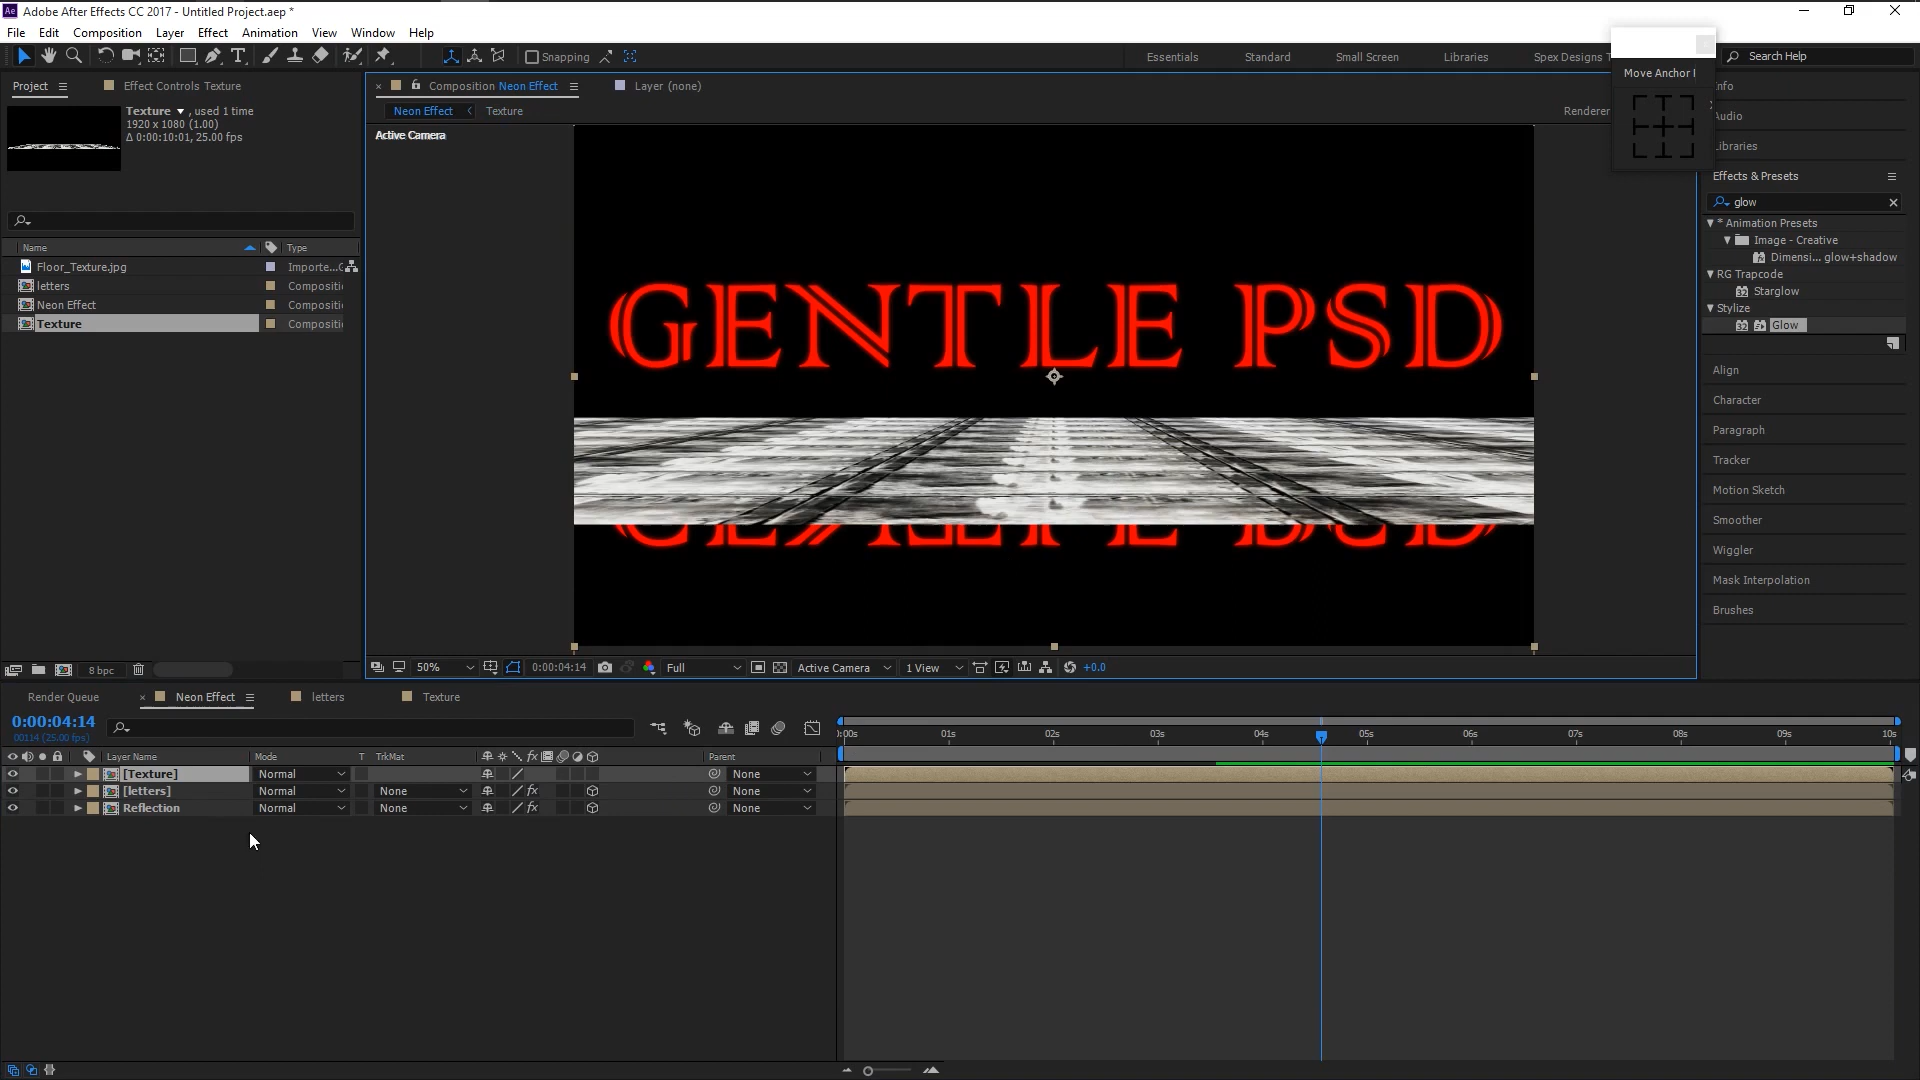 Adobe After Effects CC 2017 - Untitled Project.aep *
File Edit Composition Layer Effect Animation View Window Help
Snapping
Essentials Standard Small Screen Libraries Spex Designs
Search Help
Move Anchor
Project
Effect Controls Texture
Texture , used 1 time
1920 x 1080 (1.00)
Δ 0:00:10:01, 25.00 fps
Name Type
Floor_Texture.jpg Importe...
letters Compositi
Neon Effect Compositi
Texture Compositi
8 bpc
Composition Neon Effect
Layer (none)
Neon Effect Texture
Renderer
Active Camera
GENTLE PSD
50% 0:00:04:14 Full Active Camera 1 View +0.0
Info
Audio
Libraries
Effects & Presets
glow
* Animation Presets
Image - Creative
Dimensi... glow+shadow
RG Trapcode
Starglow
Stylize
Glow
Align
Character
Paragraph
Tracker
Motion Sketch
Smoother
Wiggler
Mask Interpolation
Brushes
Render Queue Neon Effect letters Texture
0:00:04:14
00114 (25.00 fps)
Layer Name Mode T TrkMat Parent
:00s 01s 02s 03s 04s 05s 06s 07s 08s 09s 10s
[Texture] Normal None
[letters] Normal None fx None
Reflection Normal None fx None